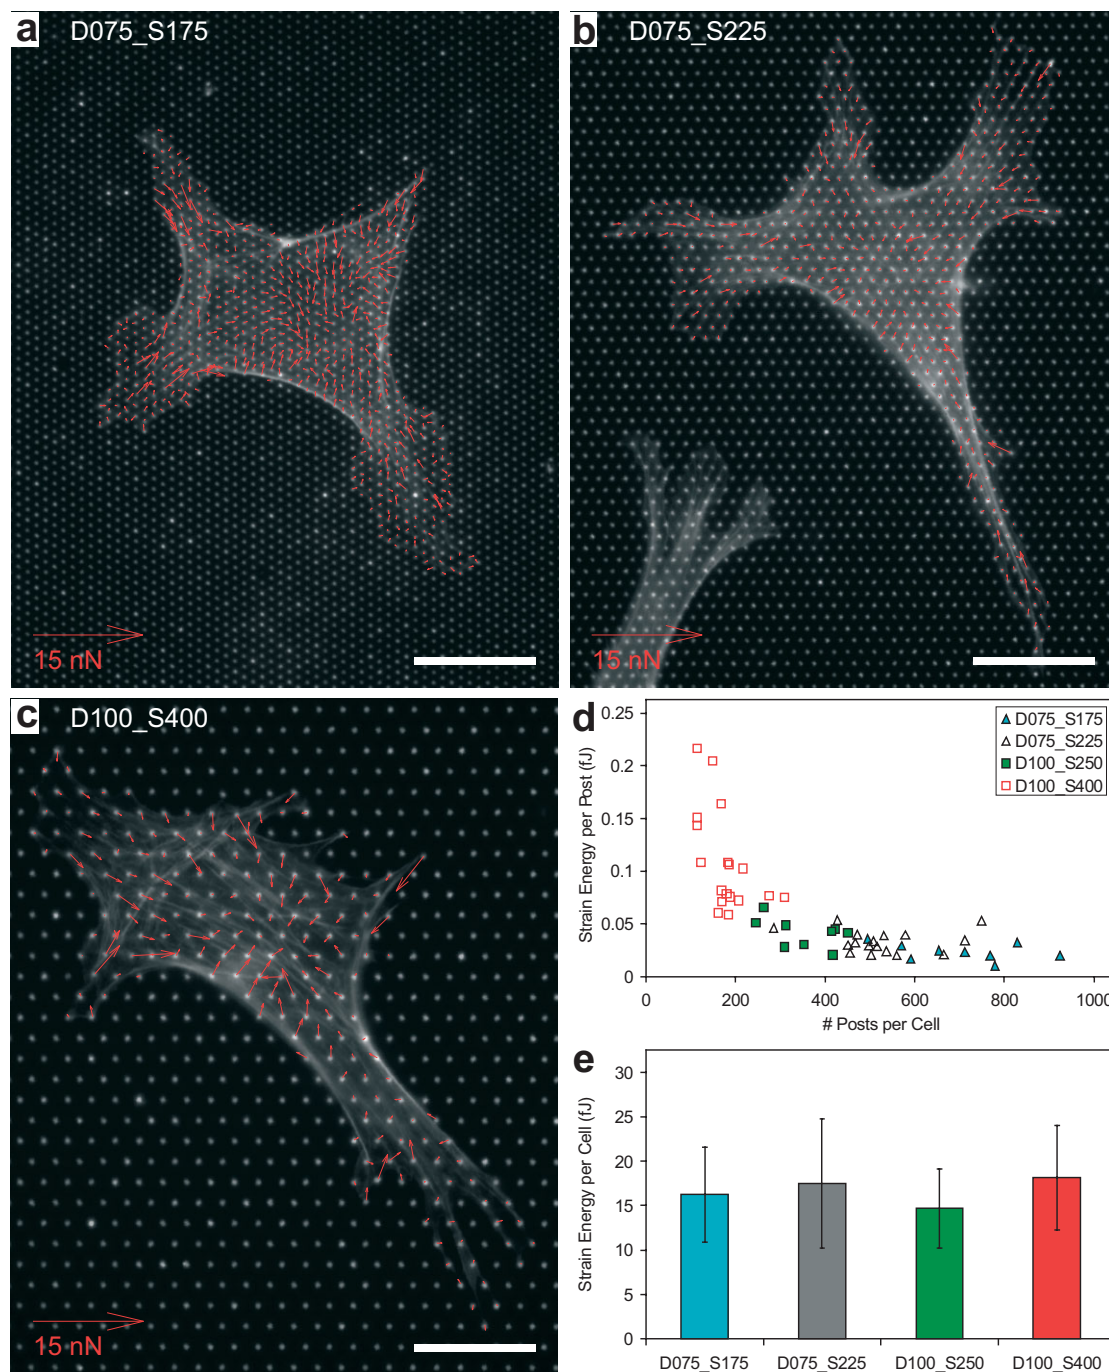 a D075_S175
15 nN
b D075_S225
15 nN
c D100_S400
15 nN
d
Strain Energy per Post (fJ)
0.25
0.2
0.15
0.1
0.05
0
0 200 400 600 800 1000
# Posts per Cell
D075_S175
D075_S225
D100_S250
D100_S400
e
Strain Energy per Cell (fJ)
30
25
20
15
10
5
0
D075_S175 D075_S225 D100_S250 D100_S400